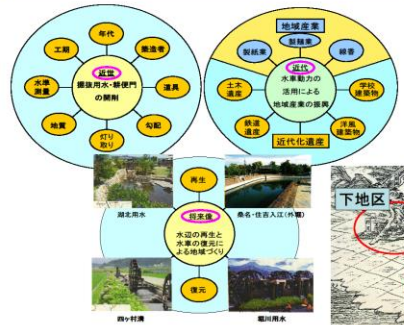 年代
工期
築造者
近世
水準
測量
掘抜用水・
の開削
道具
地質
勾配
灯り
取り
地域産業
製麺業
製紙業
線香
近代
土木
遺産
水車動力の
活用による
地域産業の振興
学校
建築物
鉄道
遺産
洋風
建築物
近代化遺産
再生
湖北用水
桑名・住吉入江(外堀)
将来像
水辺の再生と
水車の復元に
よる地域づくり
四ヶ村溝
復元
堀川用水
下地区